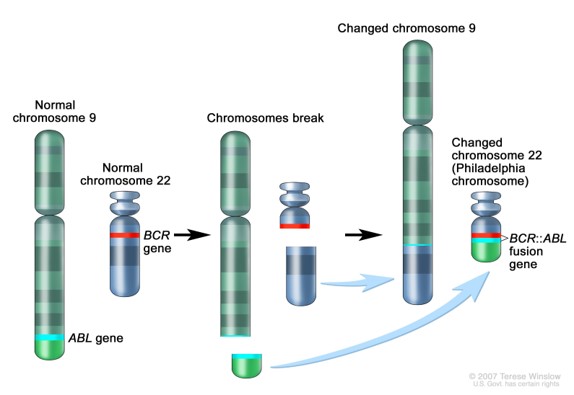 Normal
chromosome 9
Normal
chromosome 22
BCR
gene
ABL gene
Chromosomes break
Changed chromosome 9
Changed
chromosome 22
(Philadelphia
chromosome)
BCR::ABL
fusion
gene
© 2007 Terese Winslow
U.S. Govt. has certain rights